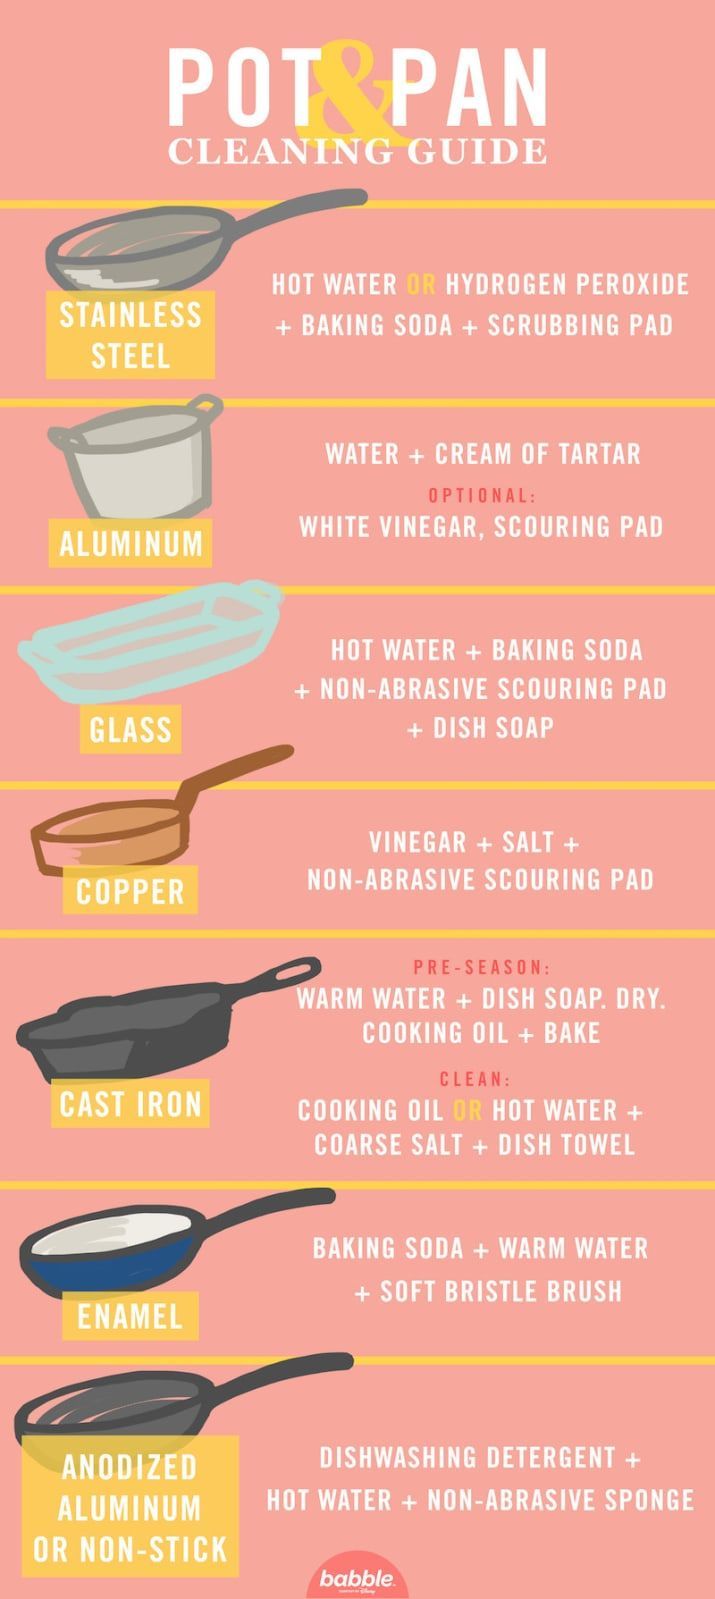 POT & PAN
CLEANING GUIDE
STAINLESS
STEEL
HOT WATER OR HYDROGEN PEROXIDE
+ BAKING SODA + SCRUBBING PAD
ALUMINUM
WATER + CREAM OF TARTAR
OPTIONAL:
WHITE VINEGAR, SCOURING PAD
GLASS
HOT WATER + BAKING SODA
+ NON-ABRASIVE SCOURING PAD
+ DISH SOAP
COPPER
VINEGAR + SALT +
NON-ABRASIVE SCOURING PAD
CAST IRON
PRE-SEASON:
WARM WATER + DISH SOAP. DRY.
COOKING OIL + BAKE
CLEAN:
COOKING OIL OR HOT WATER +
COARSE SALT + DISH TOWEL
ENAMEL
BAKING SODA + WARM WATER
+ SOFT BRISTLE BRUSH
ANODIZED
ALUMINUM
OR NON-STICK
DISHWASHING DETERGENT +
HOT WATER + NON-ABRASIVE SPONGE
babble